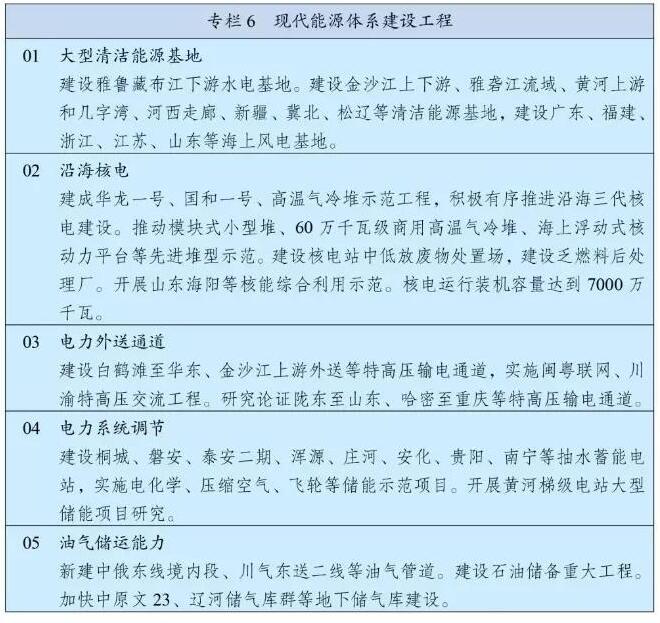 专栏 6 现代能源体系建设工程
01 大型清洁能源基地
建设雅鲁藏布江下游水电基地。建设金沙江上下游、雅砻江流域、黄河上游
和几字湾、河西走廊、新疆、冀北、松辽等清洁能源基地，建设广东、福建、
浙江、江苏、山东等海上风电基地。
02 沿海核电
建成华龙一号、国和一号、高温气冷堆示范工程，积极有序推进沿海三代核
电建设。推动模块式小型堆、60 万千瓦级商用高温气冷堆、海上浮动式核
动力平台等先进堆型示范。建设核电站中低放废物处置场，建设乏燃料后处
理厂。开展山东海阳等核能综合利用示范。核电运行装机容量达到 7000 万
千瓦。
03 电力外送通道
建设白鹤滩至华东、金沙江上游外送等特高压输电通道，实施闽粤联网、川
渝特高压交流工程。研究论证陇东至山东、哈密至重庆等特高压输电通道。
04 电力系统调节
建设桐城、磐安、泰安二期、浑源、庄河、安化、贵阳、南宁等抽水蓄能电
站，实施电化学、压缩空气、飞轮等储能示范项目。开展黄河梯级电站大型
储能项目研究。
05 油气储运能力
新建中俄东线境内段、川气东送二线等油气管道。建设石油储备重大工程。
加快中原文 23、辽河储气库群等地下储气库建设。